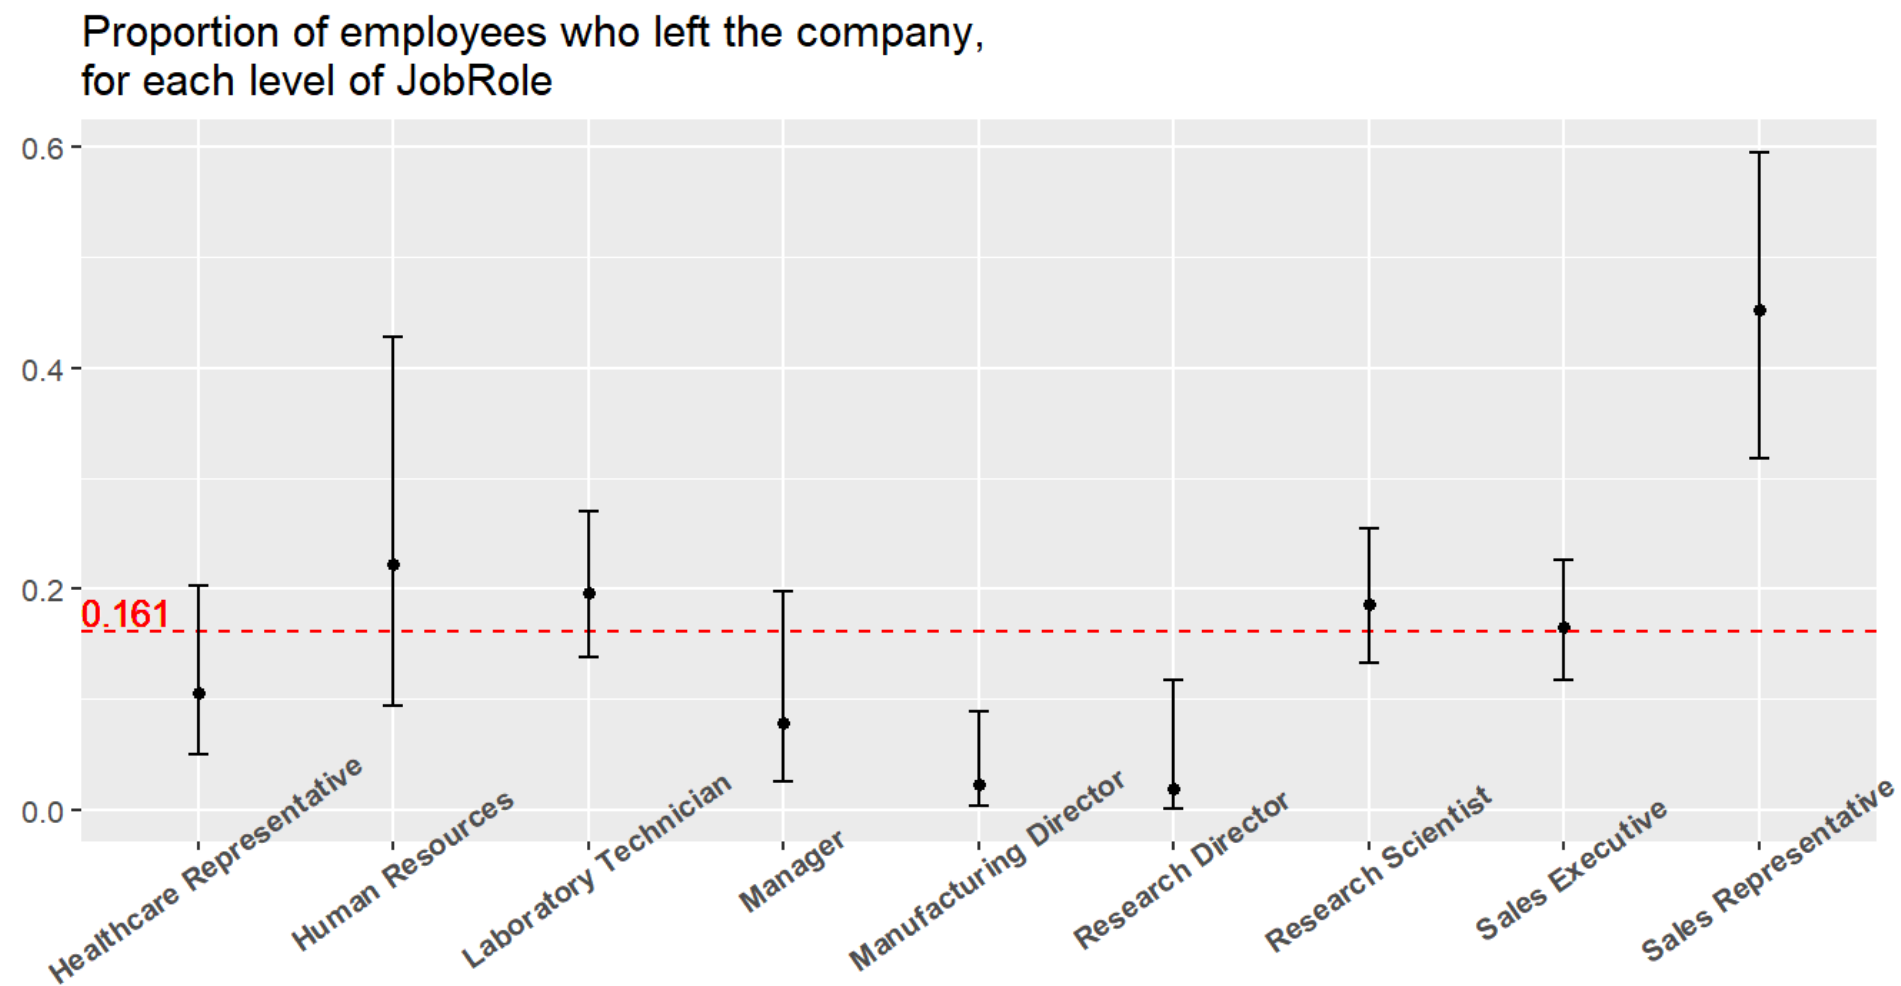 Proportion of employees who left the company,
for each level of JobRole
0.6
0.4
0.2
0.161
0.0
Healthcare Representative
Human Resources
Laboratory Technician
Manager
Manufacturing Director
Research Director
Research Scientist
Sales Executive
Sales Representative